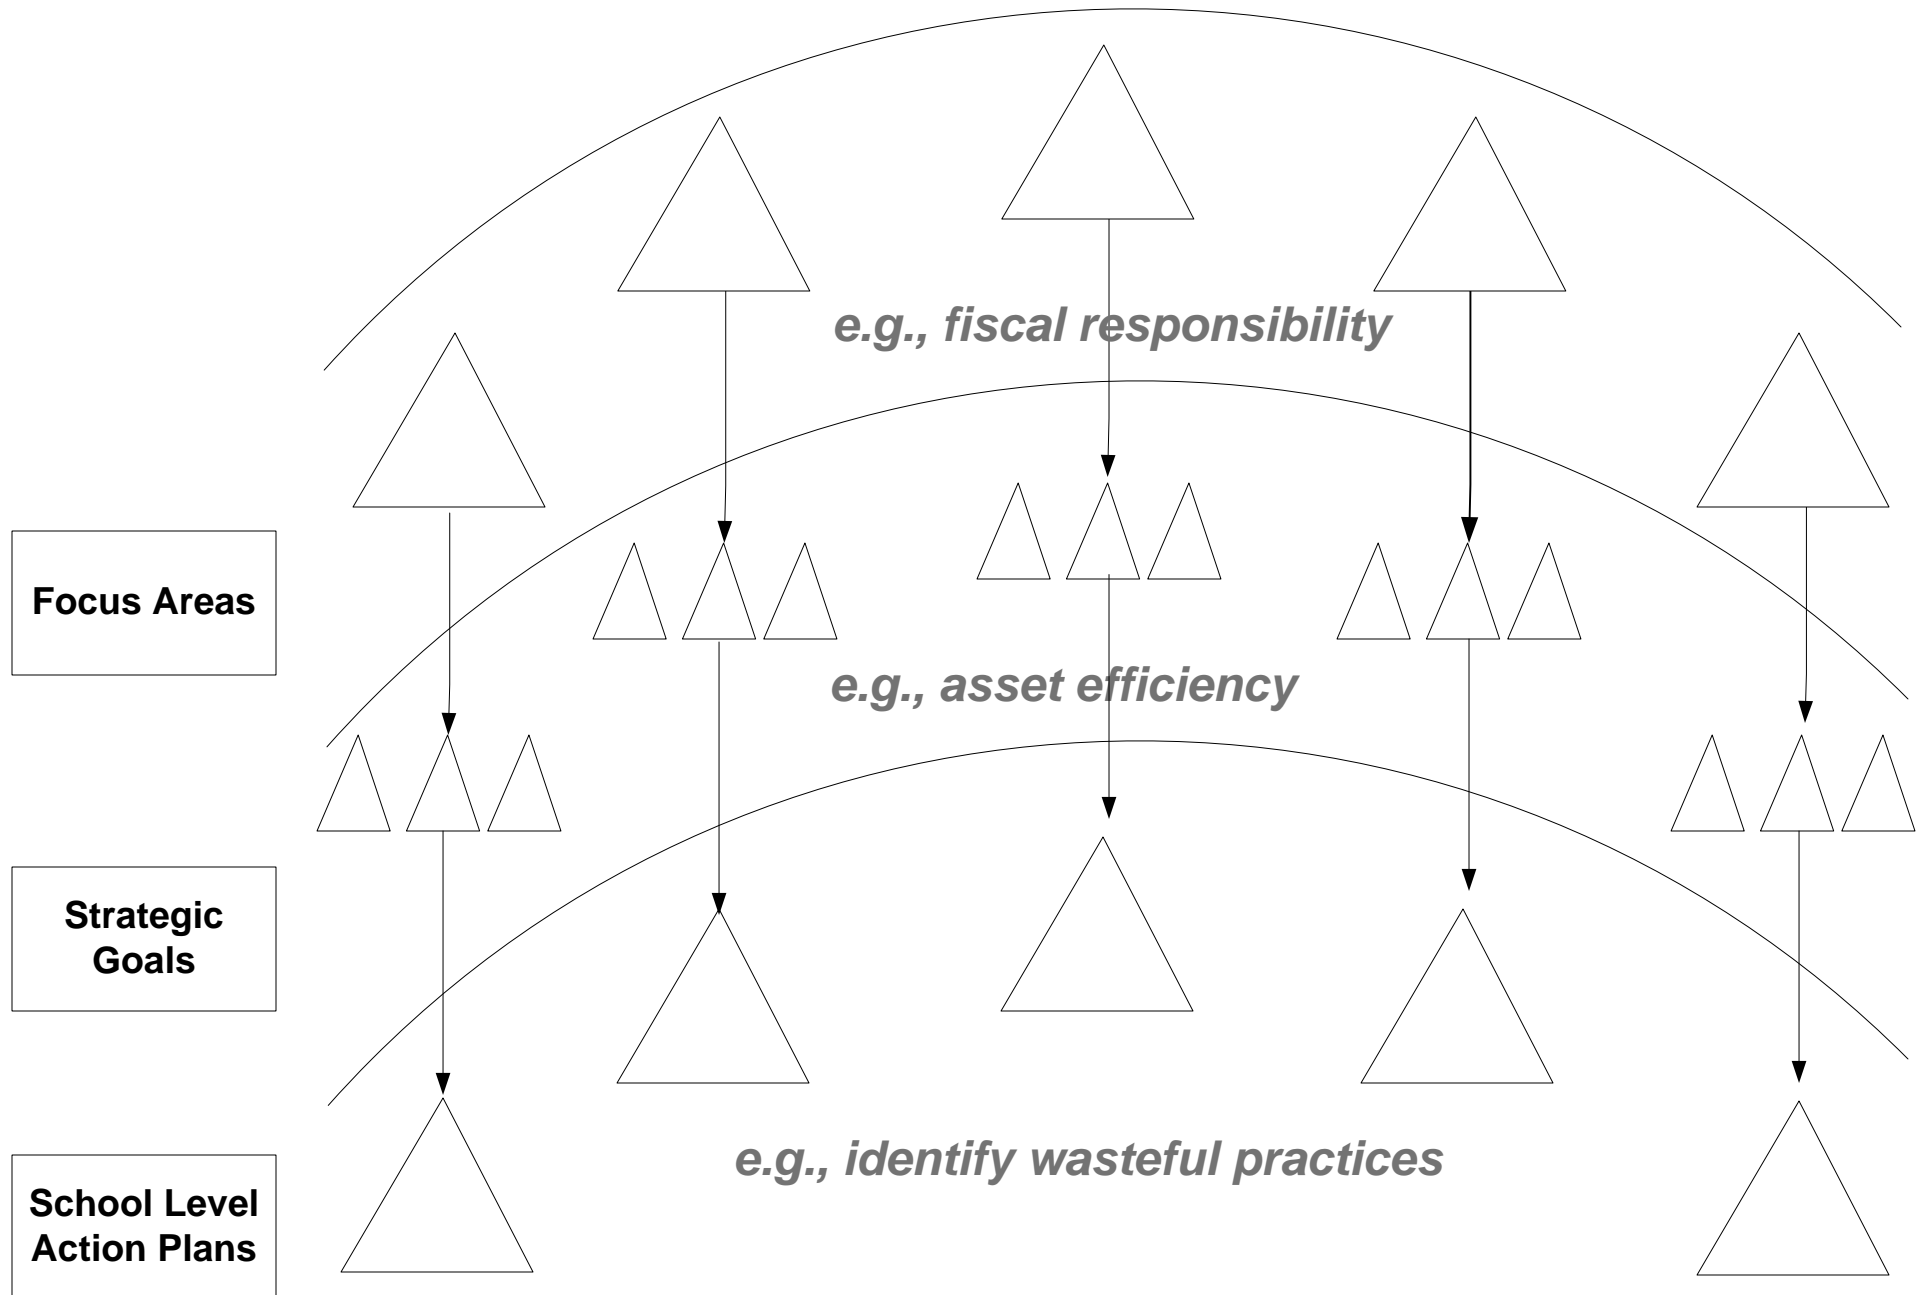 e.g., fiscal responsibility
Focus Areas
e.g., asset efficiency
Strategic
Goals
e.g., identify wasteful practices
School Level
Action Plans